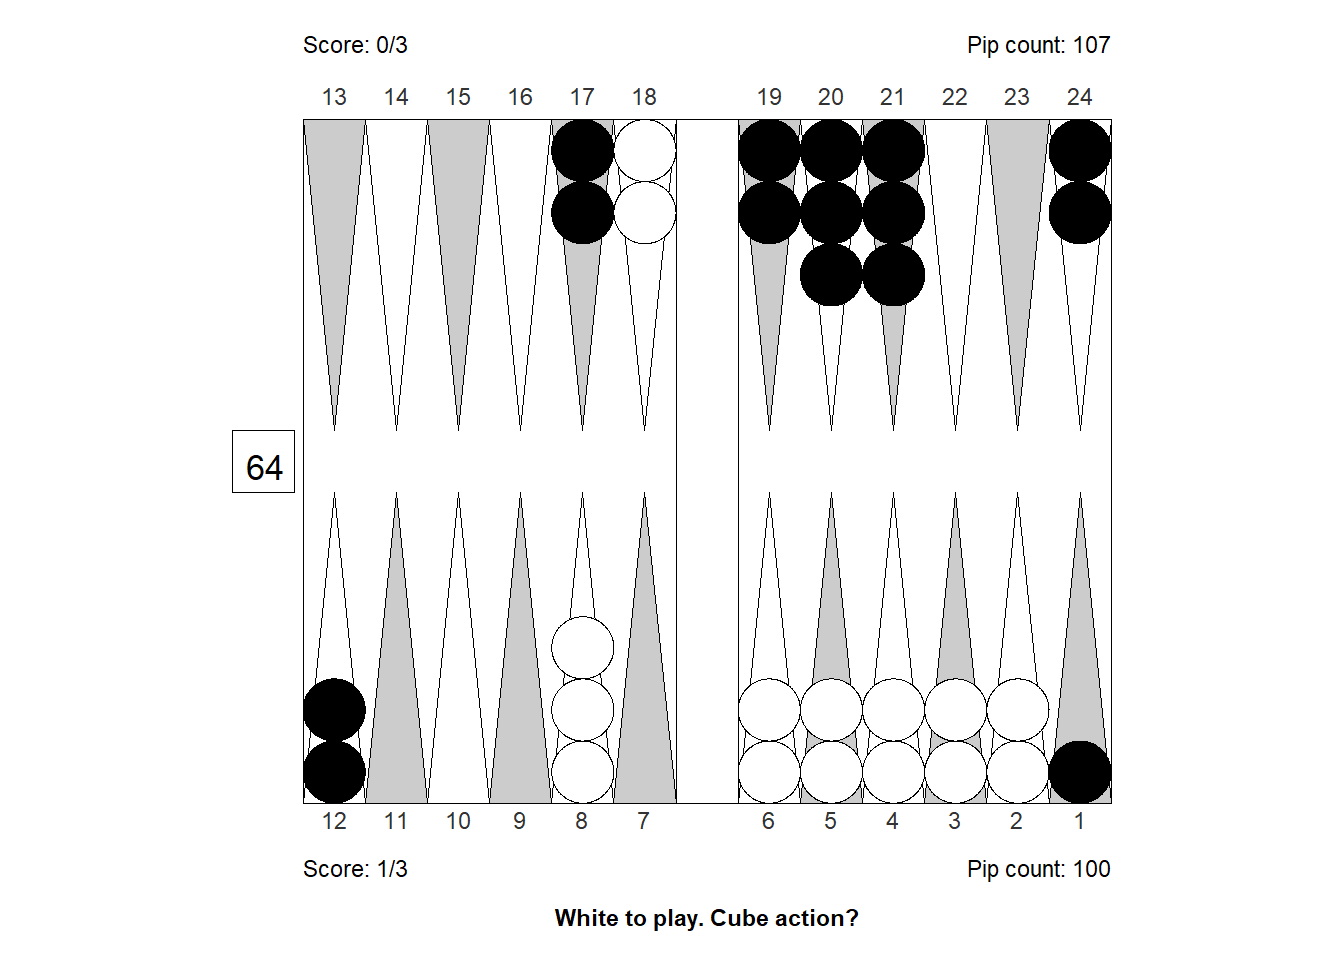 Score: 0/3 Pip count: 107
13 14 15 16 17 18 19 20 21 22 23 24
64
12 11 10 9 8 7 6 5 4 3 2 1
Score: 1/3 Pip count: 100
White to play. Cube action?